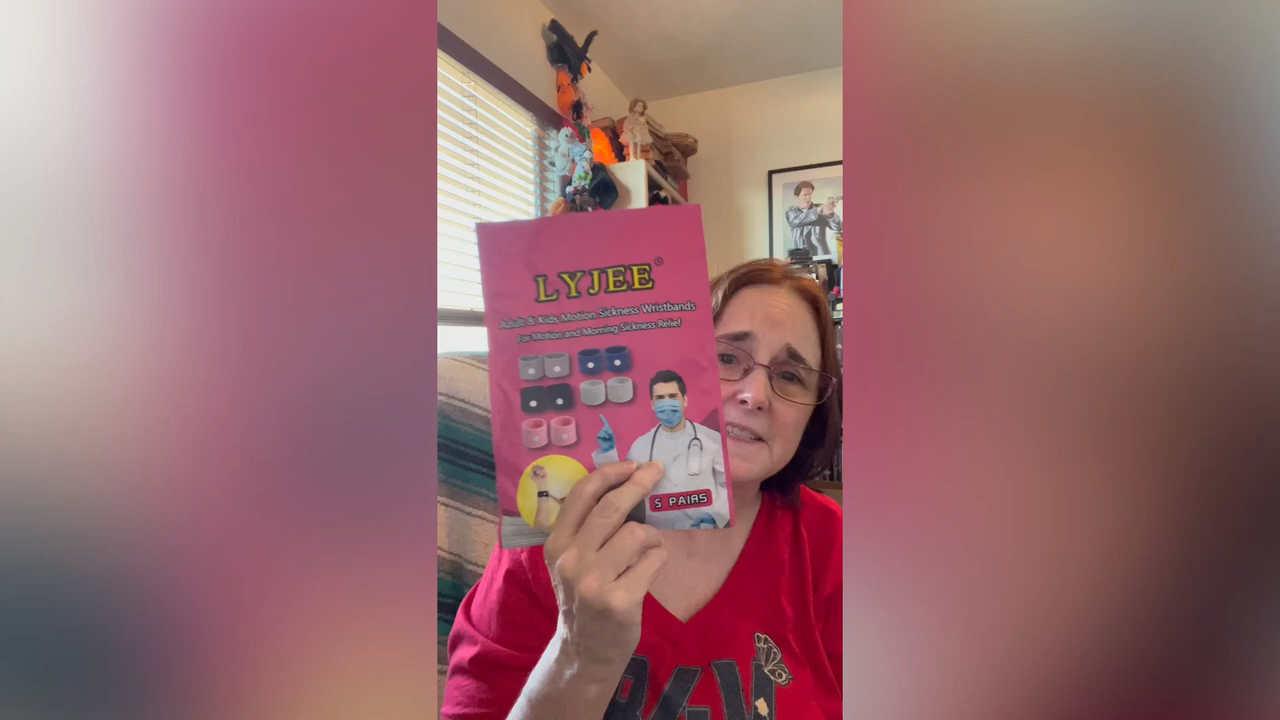 LYJEE®
Adult & Kids Motion Sickness Wristbands
For Motion and Morning Sickness Relief
5 PAIRS